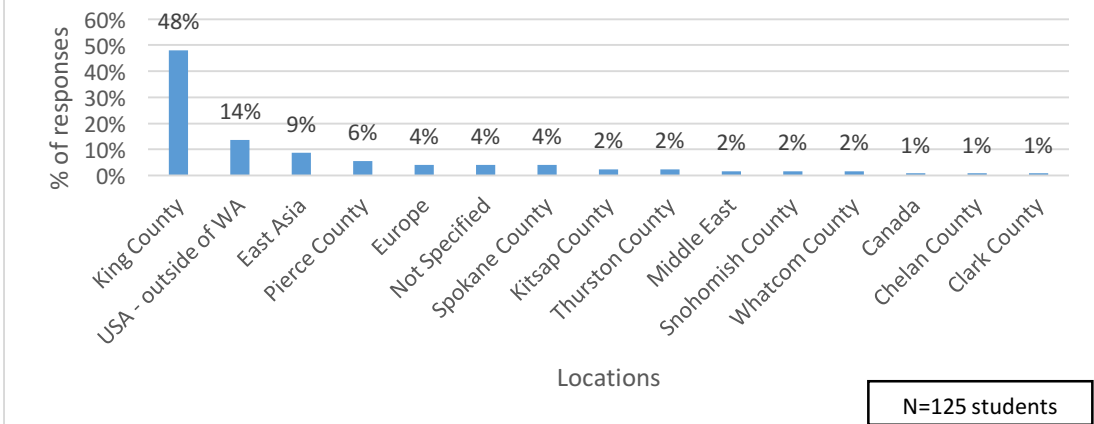 % of responses
60%
50%
40%
30%
20%
10%
0%
48%
14%
9%
6%
4%
4%
4%
2%
2%
2%
2%
2%
1%
1%
1%
King County
USA - outside of WA
East Asia
Pierce County
Europe
Not Specified
Spokane County
Kitsap County
Thurston County
Middle East
Snohomish County
Whatcom County
Canada
Chelan County
Clark County
Locations
N=125 students